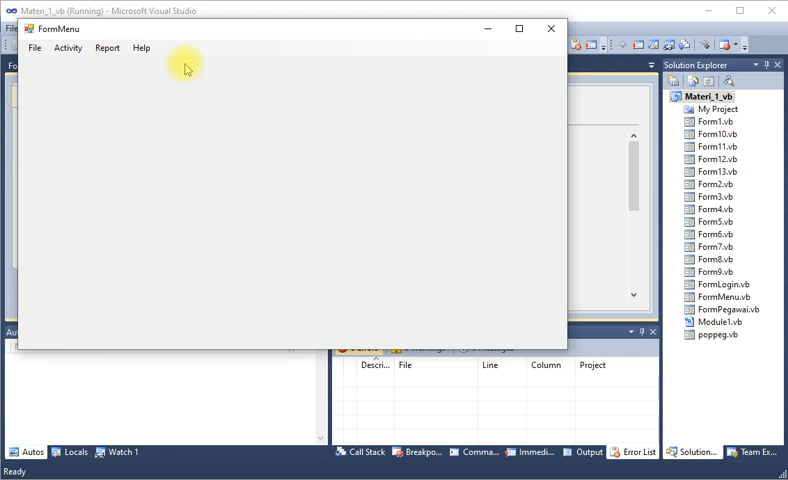 Materi_1_vb (Running) - Microsoft Visual Studio
FormMenu
File Activity Report Help
Solution Explorer
Materi_1_vb
My Project
Form1.vb
Form10.vb
Form11.vb
Form12.vb
Form13.vb
Form2.vb
Form3.vb
Form4.vb
Form5.vb
Form6.vb
Form7.vb
Form8.vb
Form9.vb
FormLogin.vb
FormMenu.vb
FormPegawai.vb
Module1.vb
poppeg.vb
Descri... File Line Column Project
Autos Locals Watch 1
Call Stack Breakpo... Comma... Immedi... Output Error List
Solution... Team Ex...
Ready